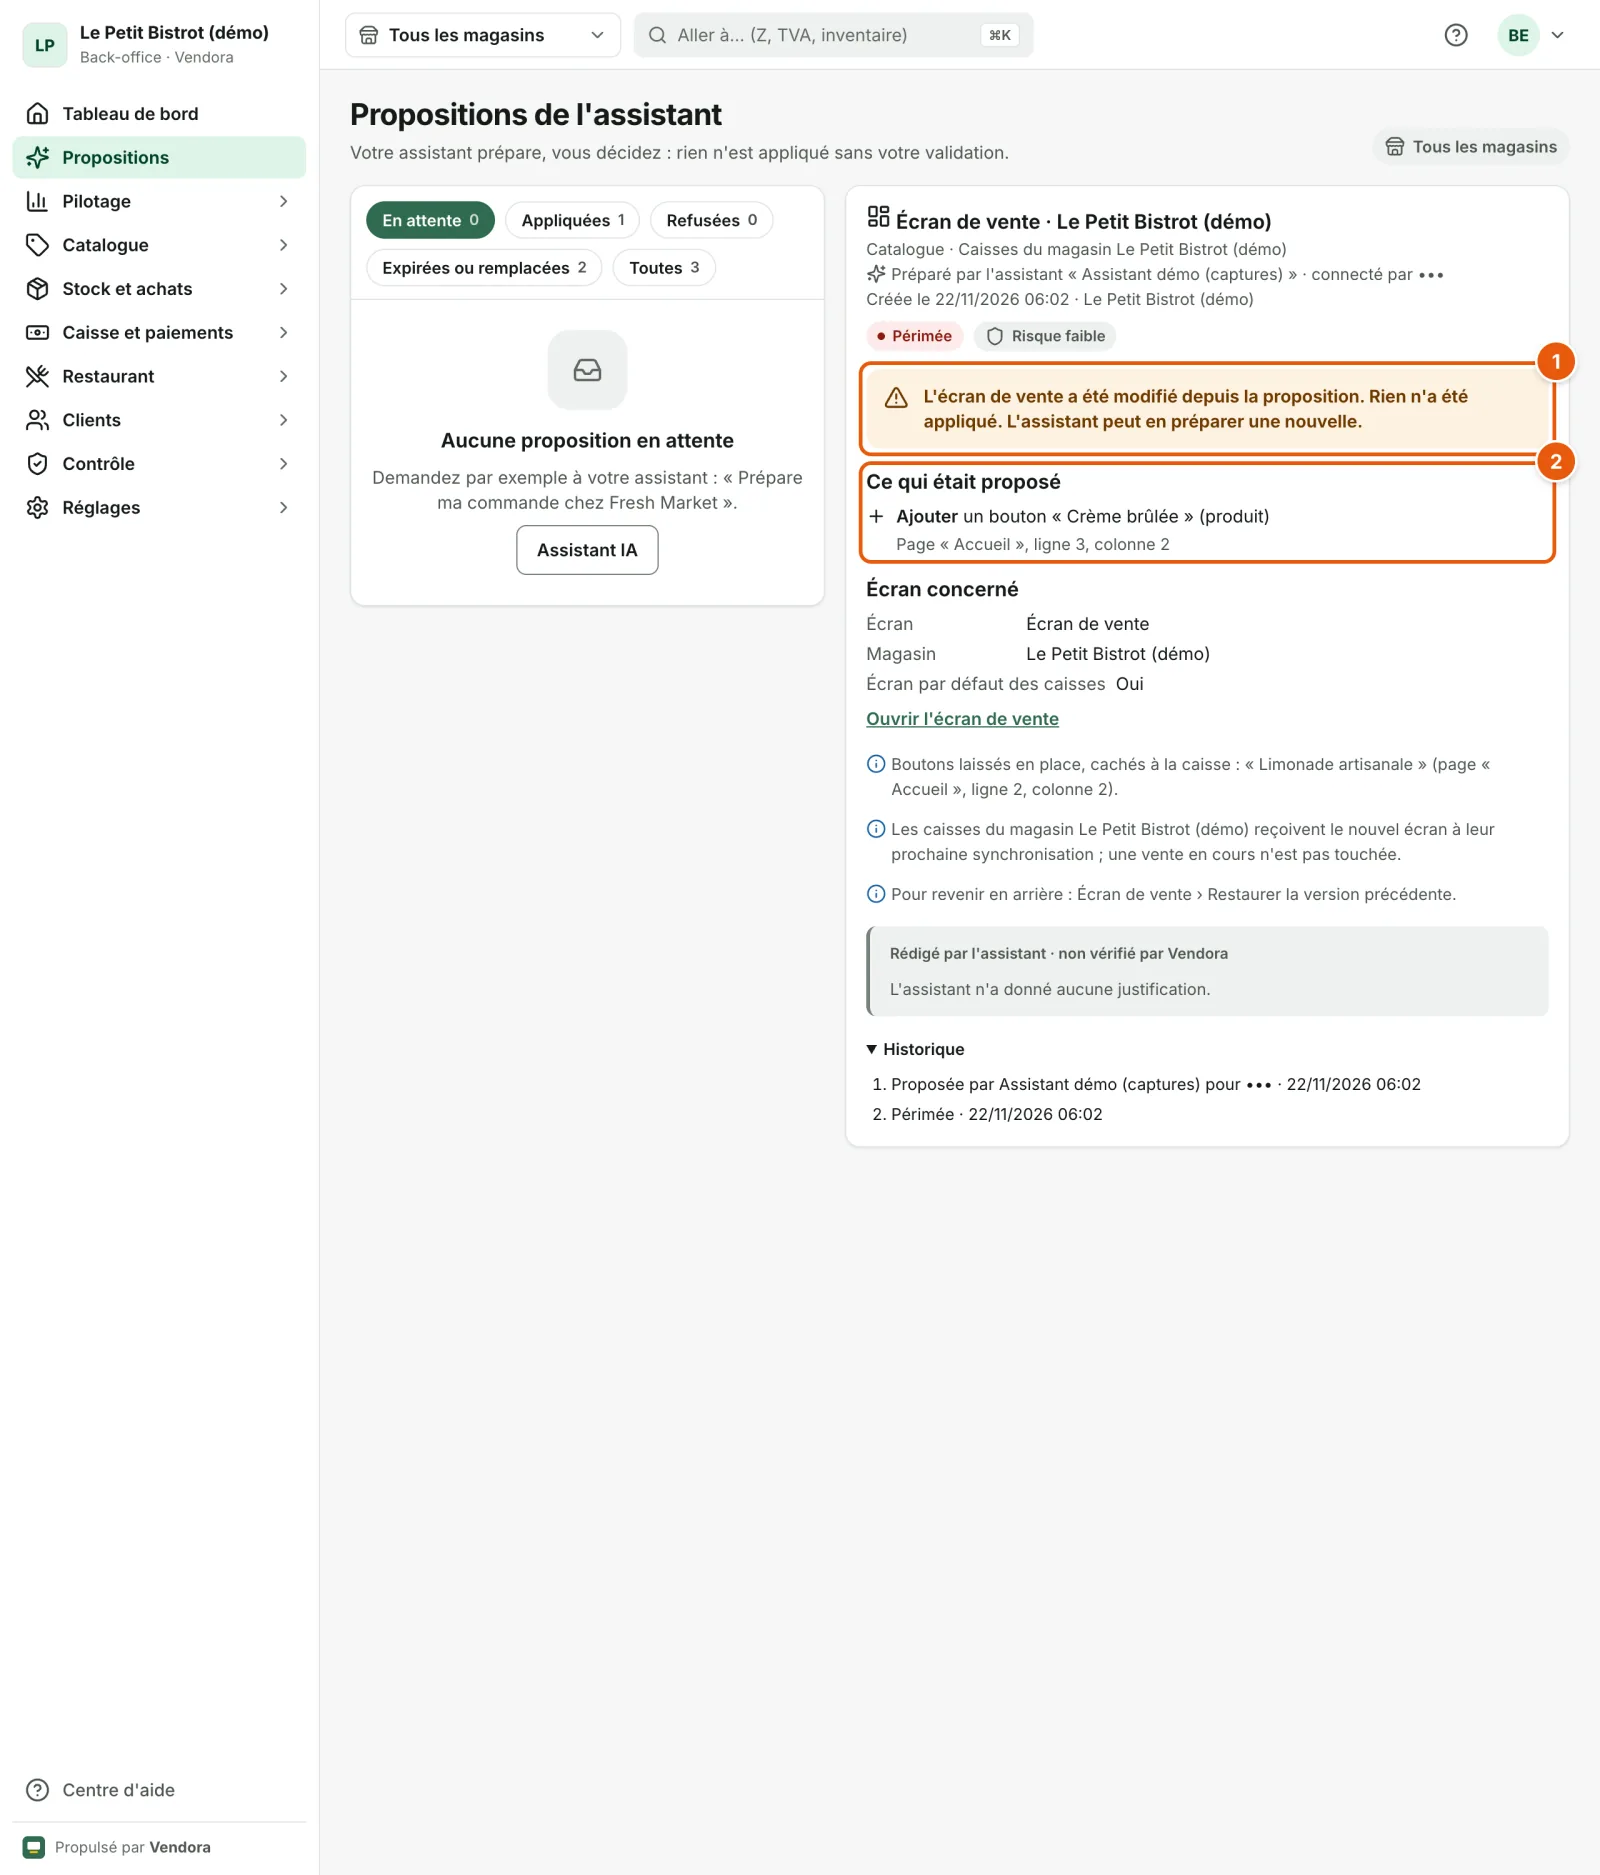 LP
Le Petit Bistrot (démo)
Back-office · Vendora
Tous les magasins
Aller à... (Z, TVA, inventaire)
⌘K
BE
Tableau de bord
Propositions
Pilotage
Catalogue
Stock et achats
Caisse et paiements
Restaurant
Clients
Contrôle
Réglages
Centre d'aide
Propulsé par Vendora
Propositions de l'assistant
Votre assistant prépare, vous décidez : rien n'est appliqué sans votre validation.
Tous les magasins
En attente 0
Appliquées 1
Refusées 0
Expirées ou remplacées 2
Toutes 3
Aucune proposition en attente
Demandez par exemple à votre assistant : « Prépare
ma commande chez Fresh Market ».
Assistant IA
Écran de vente · Le Petit Bistrot (démo)
Catalogue · Caisses du magasin Le Petit Bistrot (démo)
Préparé par l'assistant « Assistant démo (captures) » · connecté par •••
Créée le 22/11/2026 06:02 · Le Petit Bistrot (démo)
Périmée
Risque faible
1
L'écran de vente a été modifié depuis la proposition. Rien n'a été
appliqué. L'assistant peut en préparer une nouvelle.
2
Ce qui était proposé
+ Ajouter un bouton « Crème brûlée » (produit)
Page « Accueil », ligne 3, colonne 2
Écran concerné
Écran Écran de vente
Magasin Le Petit Bistrot (démo)
Écran par défaut des caisses Oui
Ouvrir l'écran de vente
Boutons laissés en place, cachés à la caisse : « Limonade artisanale » (page «
Accueil », ligne 2, colonne 2).
Les caisses du magasin Le Petit Bistrot (démo) reçoivent le nouvel écran à leur
prochaine synchronisation ; une vente en cours n'est pas touchée.
Pour revenir en arrière : Écran de vente › Restaurer la version précédente.
Rédigé par l'assistant · non vérifié par Vendora
L'assistant n'a donné aucune justification.
▼ Historique
1. Proposée par Assistant démo (captures) pour ••• · 22/11/2026 06:02
2. Périmée · 22/11/2026 06:02